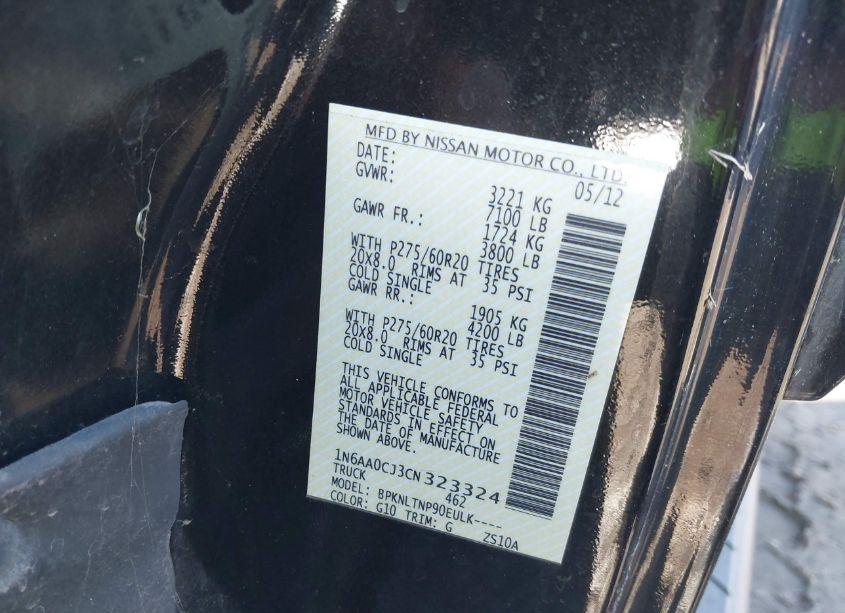 MFD BY NISSAN MOTOR CO., LTD.
DATE: 05/12
GVWR: 3221 KG
7100 LB
GAWR FR.: 1724 KG
3800 LB
WITH P275/60R20 TIRES
20X8.0 RIMS AT 35 PSI
COLD SINGLE
GAWR RR.: 1905 KG
4200 LB
WITH P275/60R20 TIRES
20X8.0 RIMS AT 35 PSI
COLD SINGLE
THIS VEHICLE CONFORMS TO
ALL APPLICABLE FEDERAL
MOTOR VEHICLE SAFETY
STANDARDS IN EFFECT ON
THE DATE OF MANUFACTURE
SHOWN ABOVE.
1N6AA0CJ3CN323324
TRUCK 462
MODEL: BPKNLTNP90EULK----
COLOR: G10 TRIM: G ZS10A